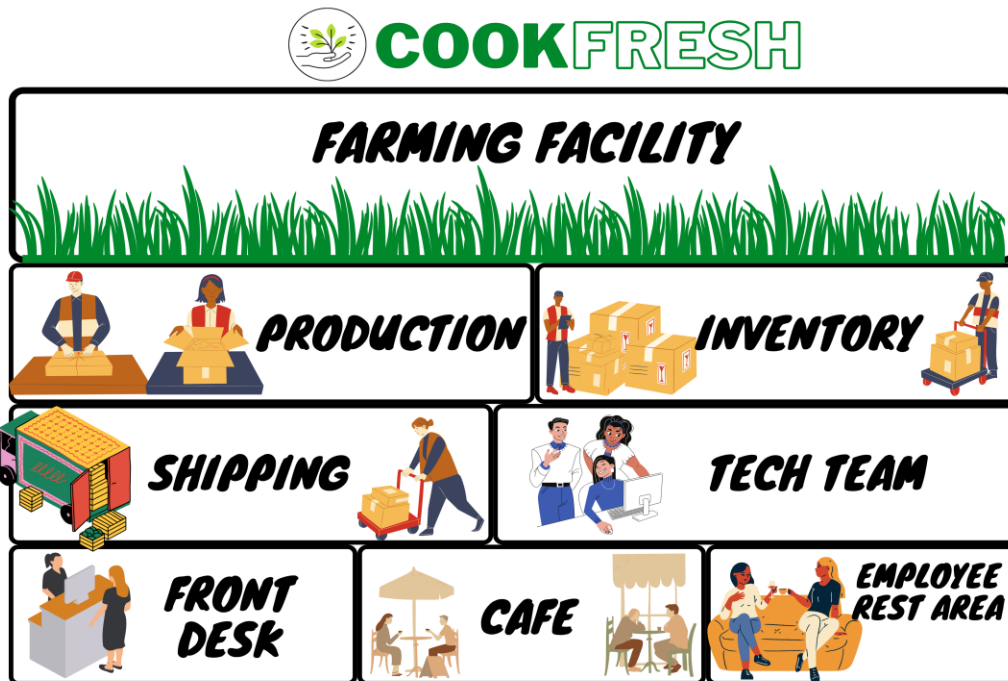 COOKFRESH
FARMING FACILITY
PRODUCTION
INVENTORY
SHIPPING
TECH TEAM
FRONT
DESK
CAFE
EMPLOYEE
REST AREA